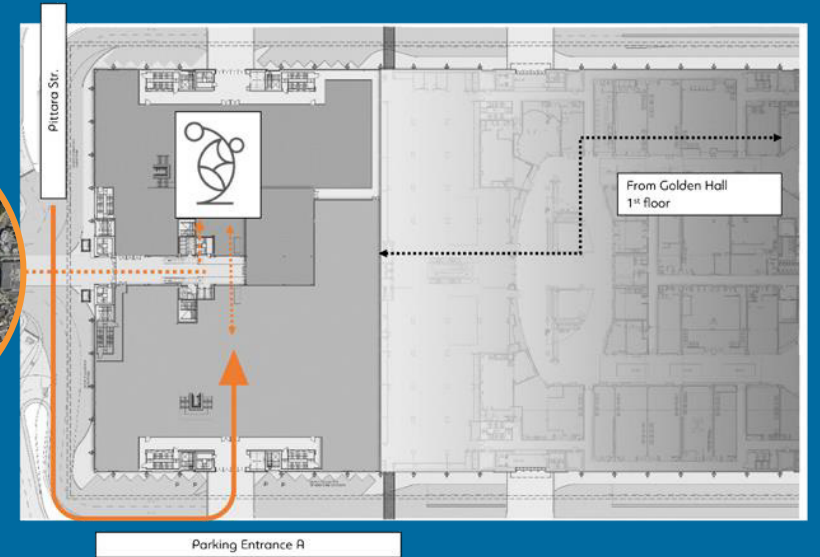 Pittara Str.
From Golden Hall
1st floor
Parking Entrance A